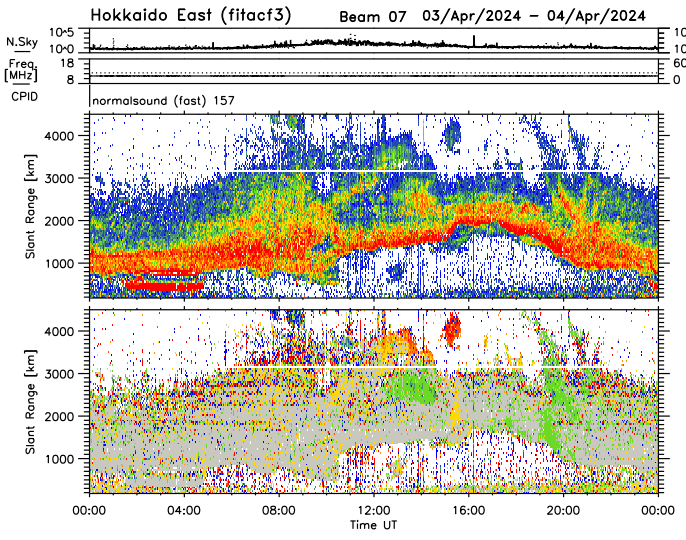 Hokkaido East (fitacf3) Beam 07 03/Apr/2024 - 04/Apr/2024
N.Sky 10^5 10^0 10^5 10^0
Freq. [MHz] 18 8 60 0
CPID normalsound (fast) 157
Slant Range [km] 4000 3000 2000 1000
Slant Range [km] 4000 3000 2000 1000
00:00 04:00 08:00 12:00 16:00 20:00 00:00
Time UT